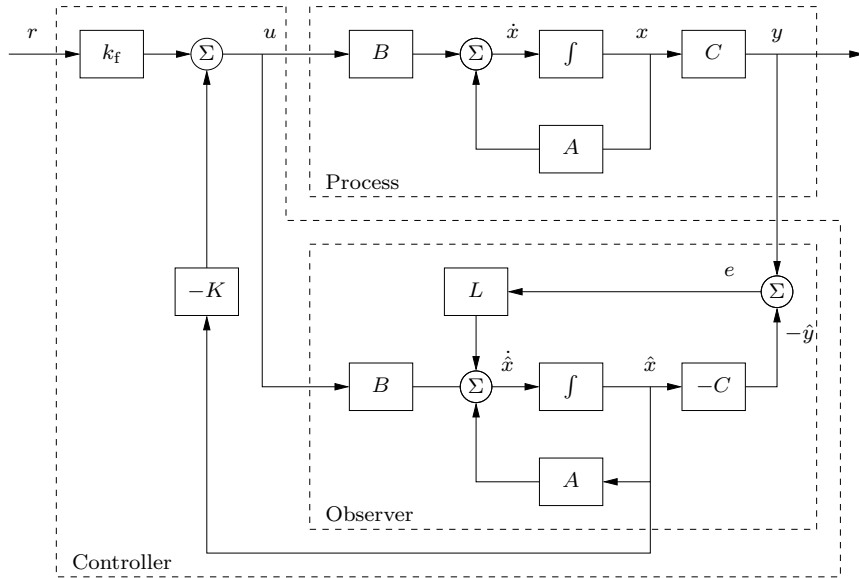 r
k_f
Σ
u
B
Σ
ẋ
∫
x
C
y
A
Process
−K
L
e
Σ
−ŷ
B
Σ
x̂̇
∫
x̂
−C
A
Observer
Controller